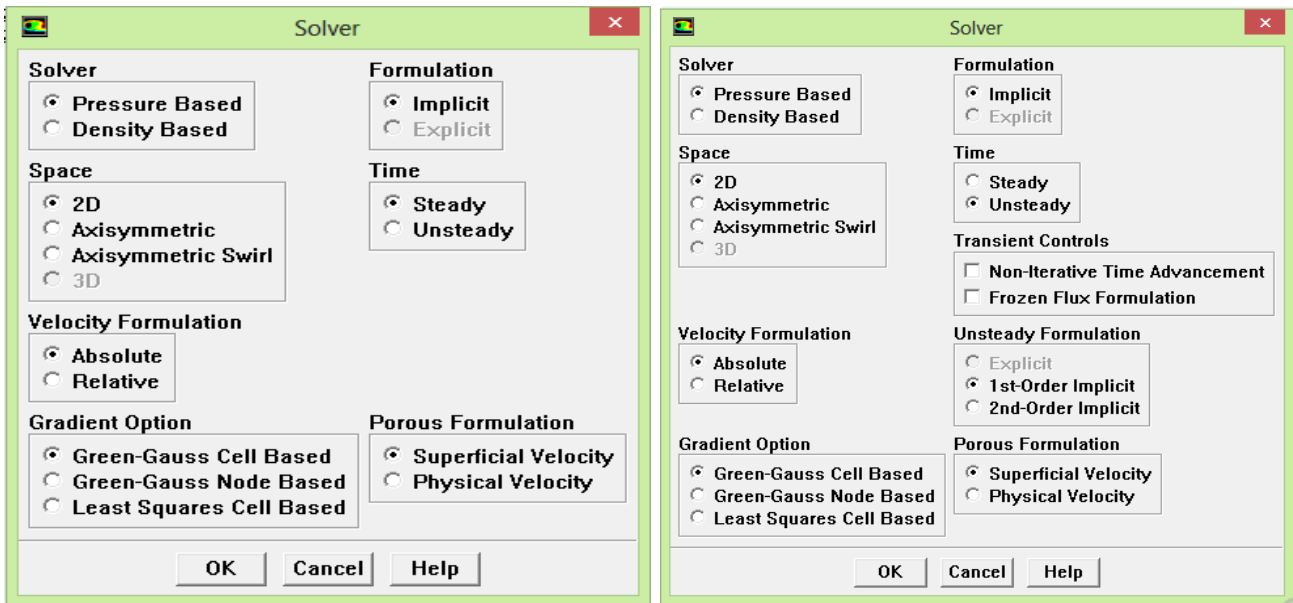 Solver
Solver
Formulation
Pressure Based
Implicit
Density Based
Explicit
Space
Time
2D
Steady
Axisymmetric
Unsteady
Axisymmetric Swirl
3D
Velocity Formulation
Absolute
Relative
Gradient Option
Porous Formulation
Green-Gauss Cell Based
Superficial Velocity
Green-Gauss Node Based
Physical Velocity
Least Squares Cell Based
OK
Cancel
Help
Solver
Solver
Formulation
Pressure Based
Implicit
Density Based
Explicit
Space
Time
2D
Steady
Axisymmetric
Unsteady
Axisymmetric Swirl
3D
Transient Controls
Non-Iterative Time Advancement
Frozen Flux Formulation
Velocity Formulation
Unsteady Formulation
Absolute
Explicit
Relative
1st-Order Implicit
2nd-Order Implicit
Gradient Option
Porous Formulation
Green-Gauss Cell Based
Superficial Velocity
Green-Gauss Node Based
Physical Velocity
Least Squares Cell Based
OK
Cancel
Help